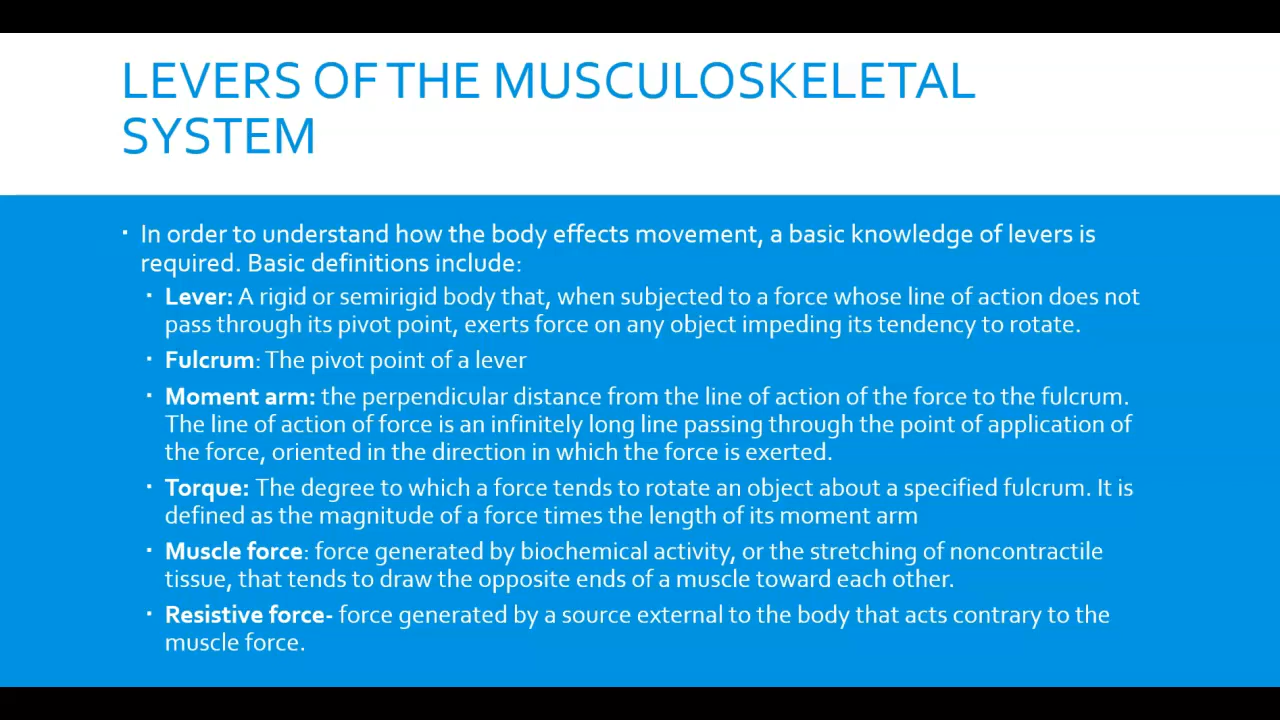 LEVERS OF THE MUSCULOSKELETAL
SYSTEM
▪ In order to understand how the body effects movement, a basic knowledge of levers is
required. Basic definitions include:
▪ Lever: A rigid or semirigid body that, when subjected to a force whose line of action does not
pass through its pivot point, exerts force on any object impeding its tendency to rotate.
▪ Fulcrum: The pivot point of a lever
▪ Moment arm: the perpendicular distance from the line of action of the force to the fulcrum.
The line of action of force is an infinitely long line passing through the point of application of
the force, oriented in the direction in which the force is exerted.
▪ Torque: The degree to which a force tends to rotate an object about a specified fulcrum. It is
defined as the magnitude of a force times the length of its moment arm
▪ Muscle force: force generated by biochemical activity, or the stretching of noncontractile
tissue, that tends to draw the opposite ends of a muscle toward each other.
▪ Resistive force- force generated by a source external to the body that acts contrary to the
muscle force.